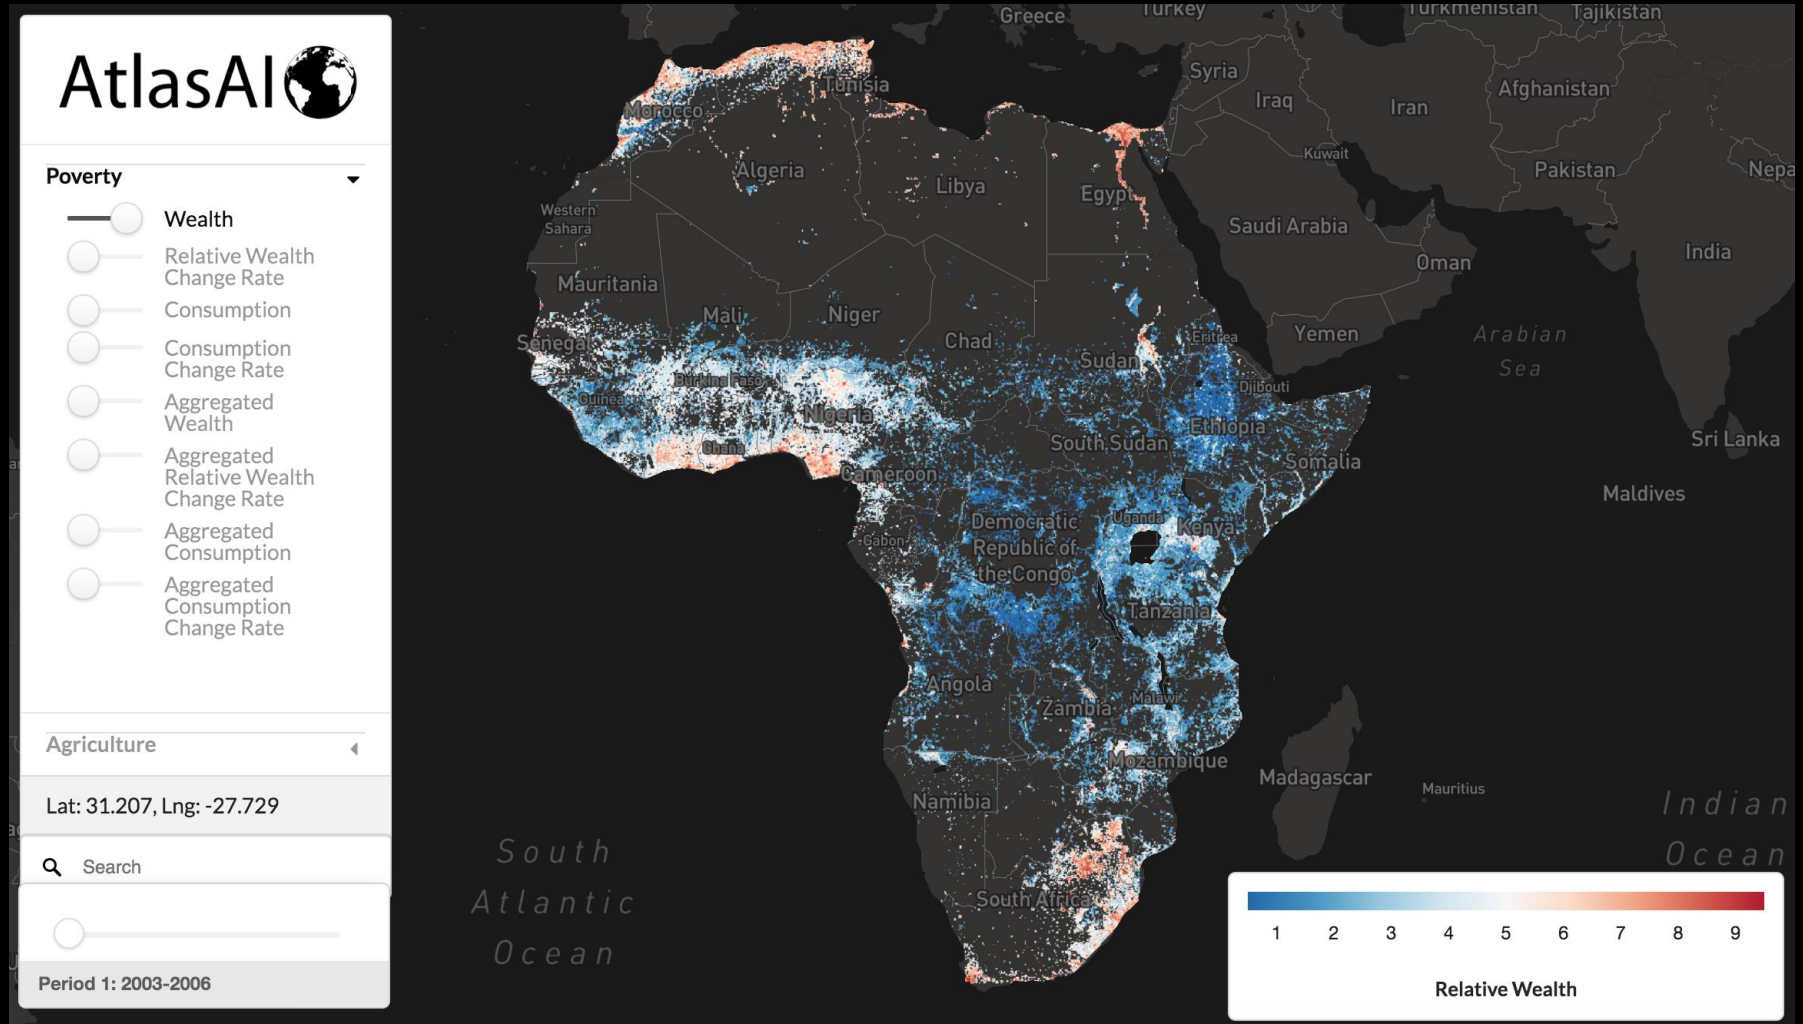 AtlasAI
Poverty
Wealth
Relative Wealth
Change Rate
Consumption
Consumption
Change Rate
Aggregated
Wealth
Aggregated
Relative Wealth
Change Rate
Aggregated
Consumption
Aggregated
Consumption
Change Rate
Agriculture
Lat: 31.207, Lng: -27.729
Search
Period 1: 2003-2006
Greece
Turkey
Turkmenistan
Tajikistan
Syria
Iraq
Iran
Afghanistan
Kuwait
Pakistan
Nepa
Tunisia
Morocco
Algeria
Libya
Egypt
Western
Sahara
Saudi Arabia
Oman
India
Mauritania
Mali
Niger
Chad
Sudan
Eritrea
Yemen
Arabian
Sea
Senegal
Burkina Faso
Guinea
Nigeria
Djibouti
Ethiopia
Ghana
South Sudan
Somalia
Sri Lanka
Cameroon
Maldives
Uganda
Kenya
Democratic
Republic of
the Congo
Gabon
Tanzania
Angola
Zambia
Malawi
Mozambique
Madagascar
Mauritius
Namibia
South Africa
South
Atlantic
Ocean
Indian
Ocean
1 2 3 4 5 6 7 8 9
Relative Wealth